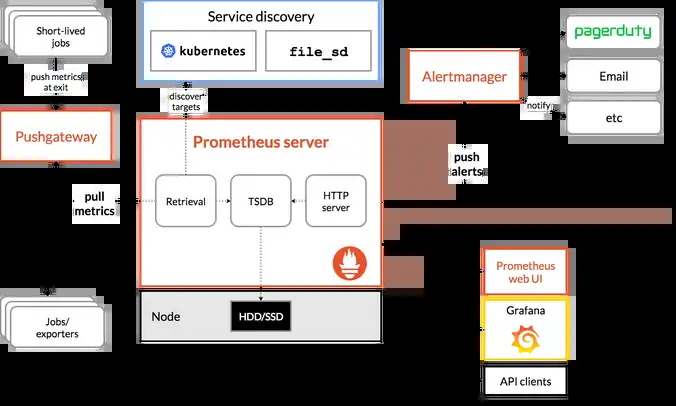 Short-lived
jobs
push metrics
at exit
Pushgateway
pull
metrics
Jobs/
exporters
Service discovery
kubernetes
file_sd
discover
targets
Prometheus server
Retrieval
TSDB
HTTP
server
Node
HDD/SSD
Alertmanager
notify
pagerduty
Email
etc
push
alerts
Prometheus
web UI
Grafana
API clients